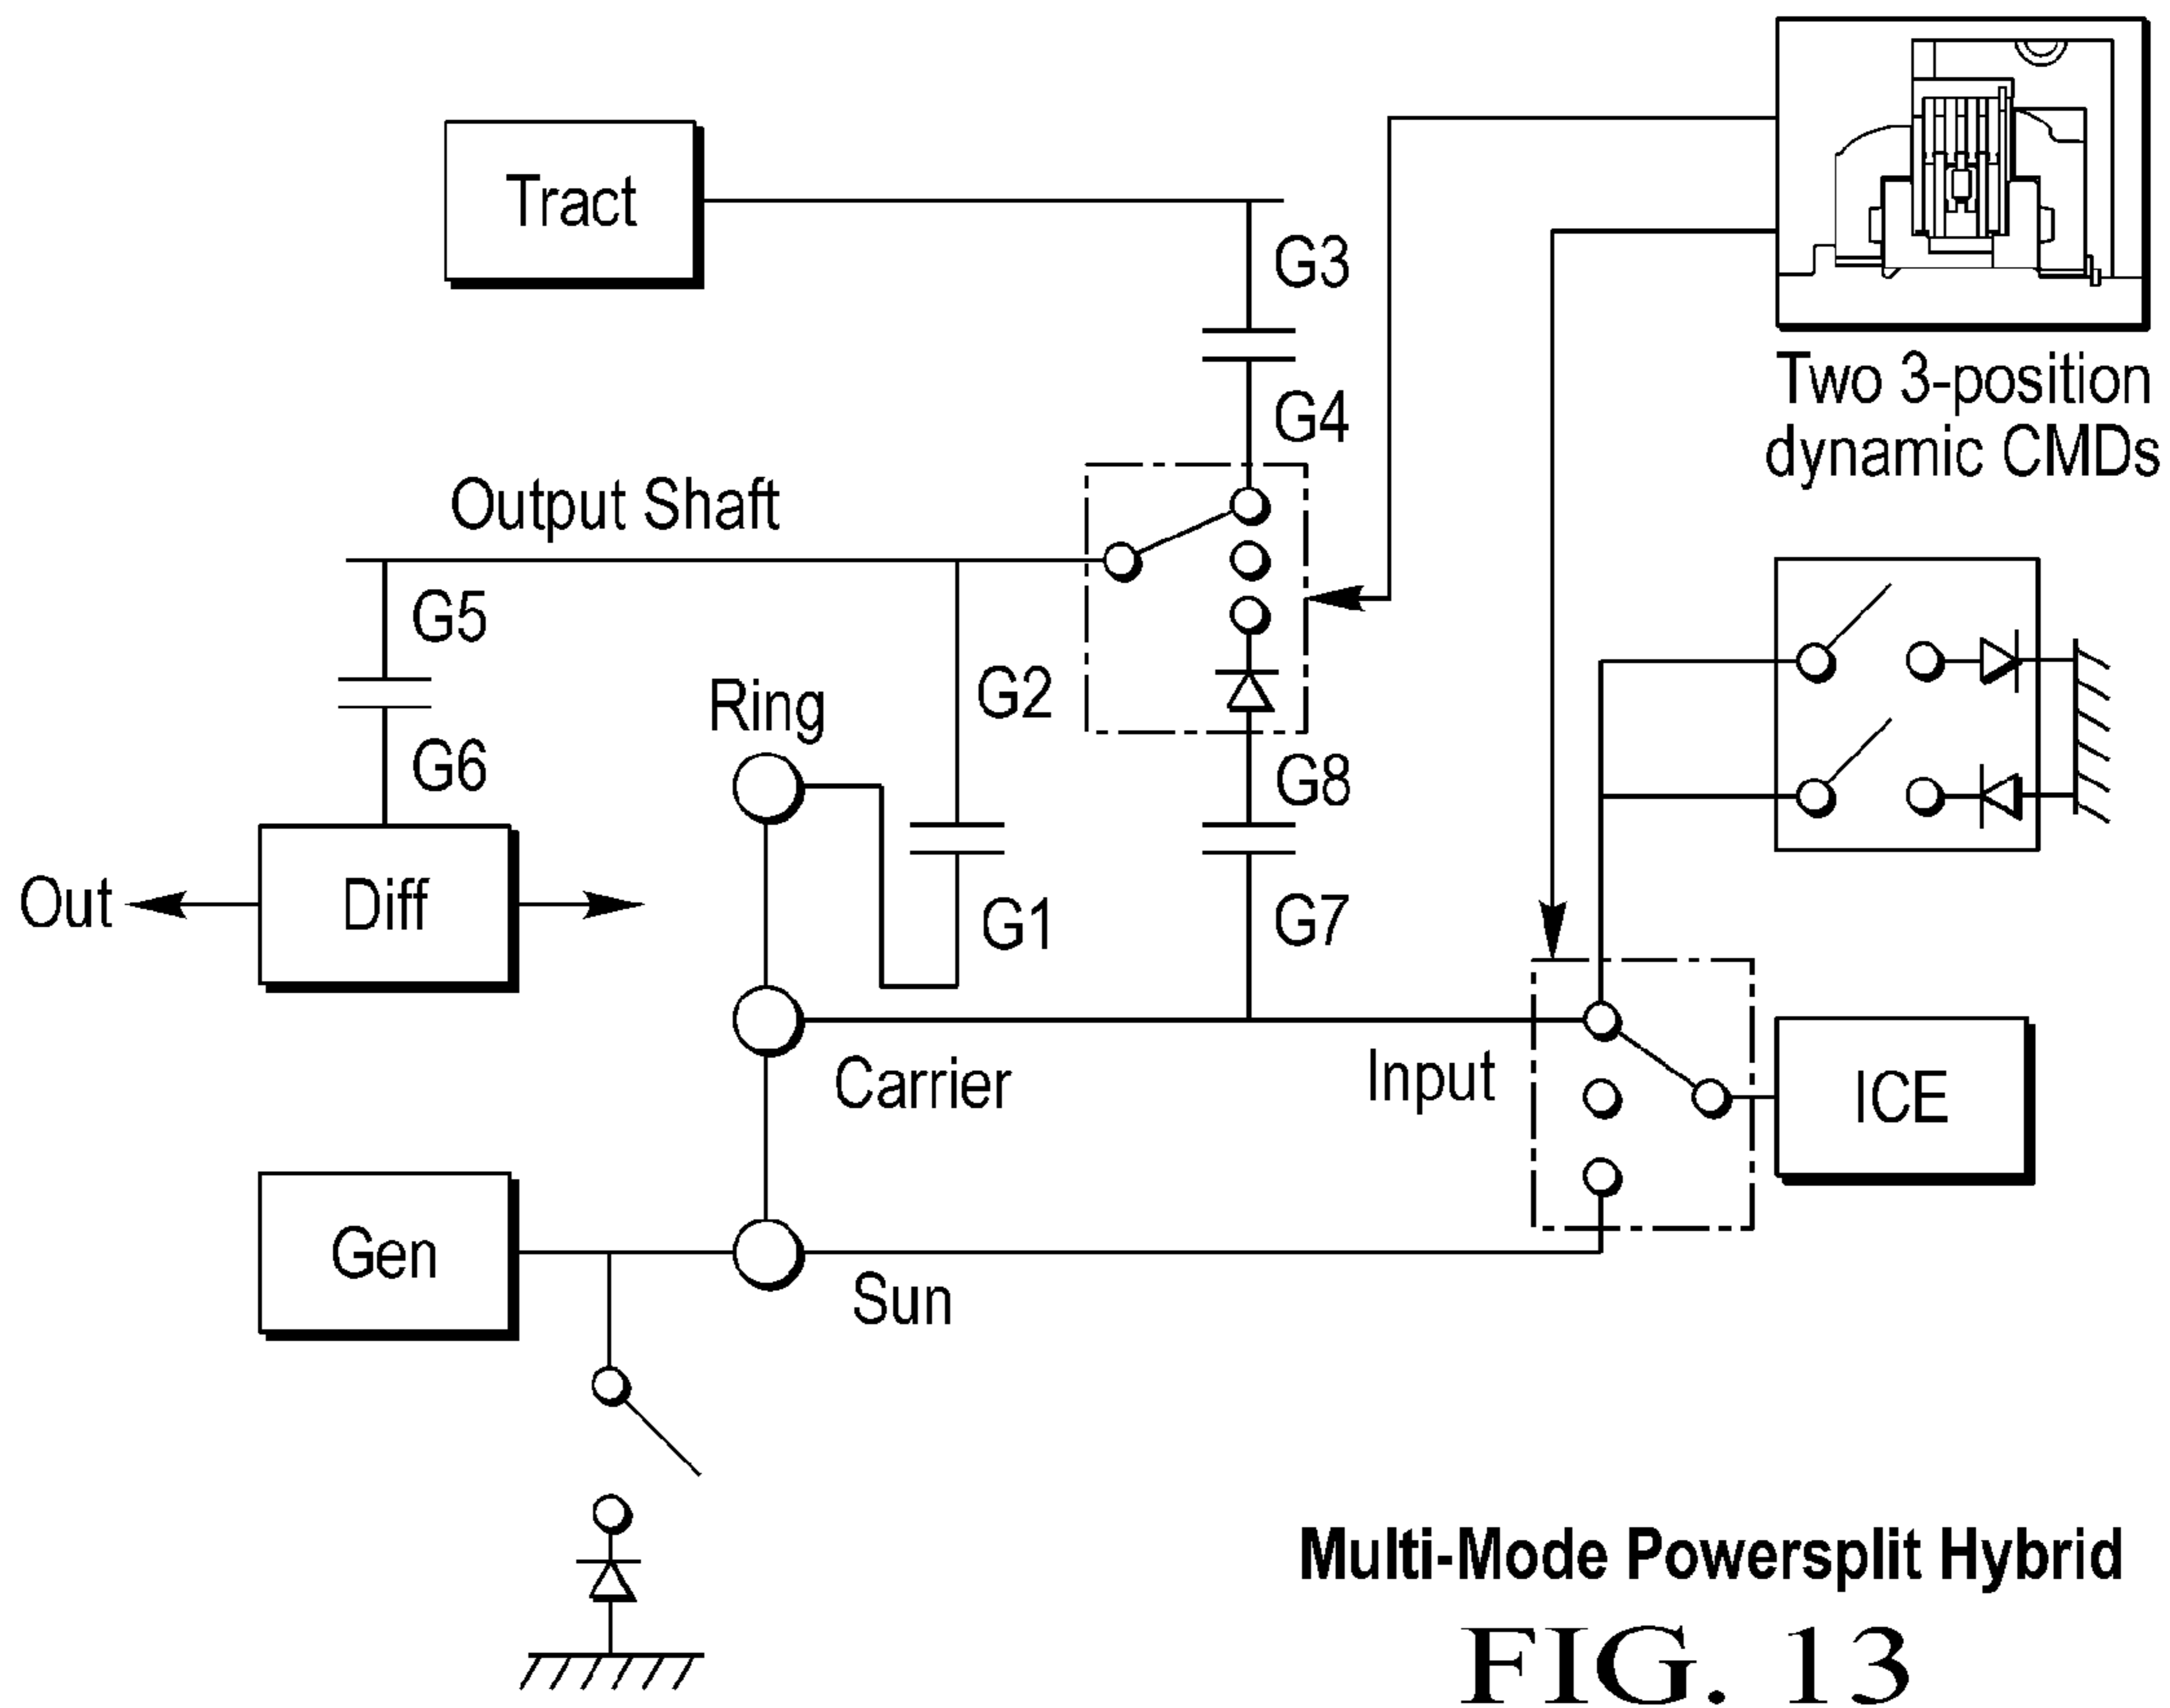 Tract
G3
Two 3-position
dynamic CMDs
G4
Output Shaft
G5
G2
Ring
G6
G8
Out
Diff
G1
G7
Carrier
Input
ICE
Gen
Sun
Multi-Mode Powersplit Hybrid
FIG. 13